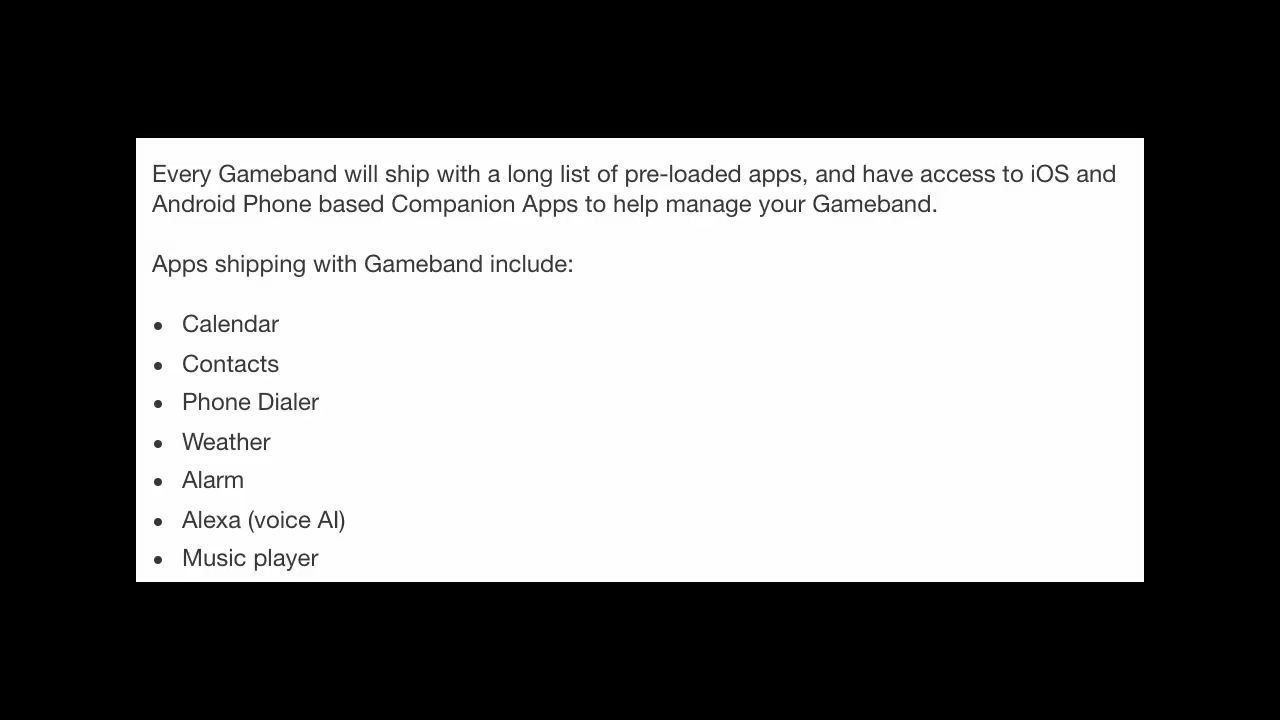 Every Gameband will ship with a long list of pre-loaded apps, and have access to iOS and
Android Phone based Companion Apps to help manage your Gameband.
Apps shipping with Gameband include:
• Calendar
• Contacts
• Phone Dialer
• Weather
• Alarm
• Alexa (voice AI)
• Music player